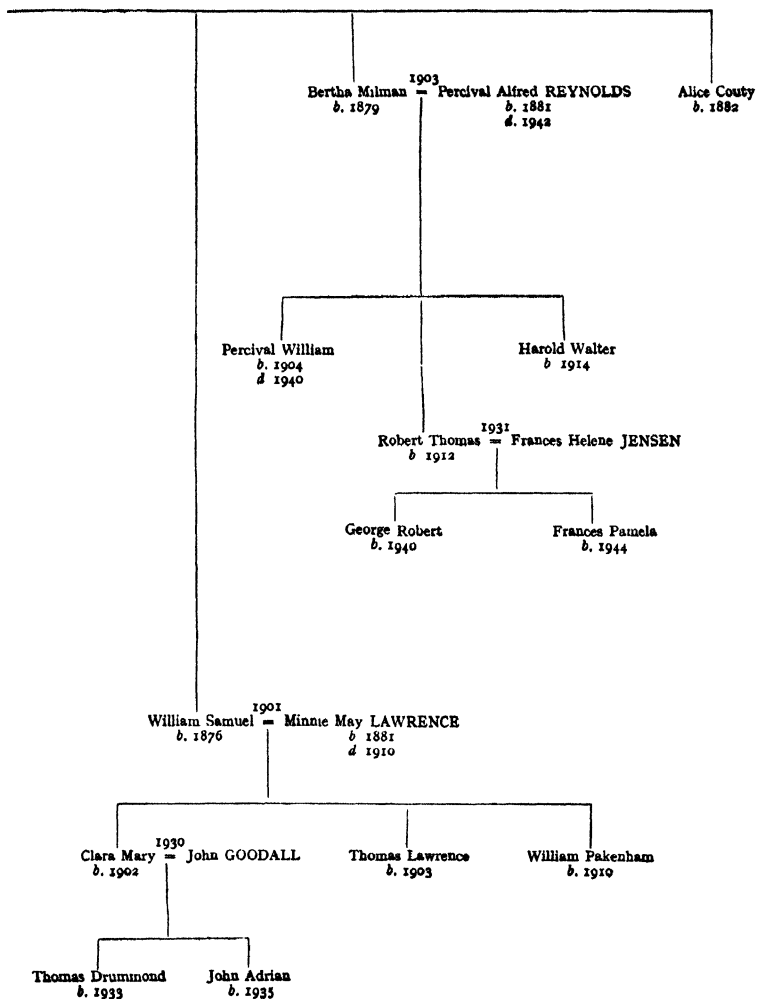 1903
Bertha Milman = Percival Alfred REYNOLDS
b. 1879
b. 1881
d. 1942
Alice Couty
b. 1882
Percival William
b. 1904
d 1940
Harold Walter
b 1914
1931
Robert Thomas = Frances Helene JENSEN
b 1912
George Robert
b. 1940
Frances Pamela
b. 1944
1901
William Samuel = Minnie May LAWRENCE
b. 1876
b 1881
d 1910
1930
Clara Mary = John GOODALL
b. 1902
Thomas Lawrence
b. 1903
William Pakenham
b. 1910
Thomas Drummond
b. 1933
John Adrian
b. 1935